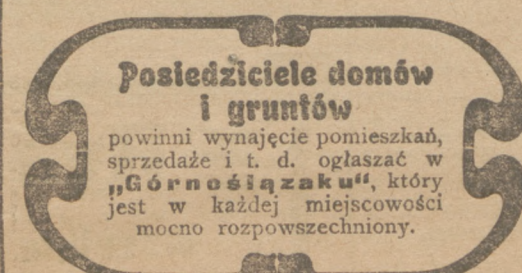 Posiedziciele domów
i gruntów
powinni wynajęcie pomieszkań,
sprzedaże i t. d. ogłaszać w
„Górnoślązaku“, który
jest w każdej miejscowości
mocno rozpowszechniony.